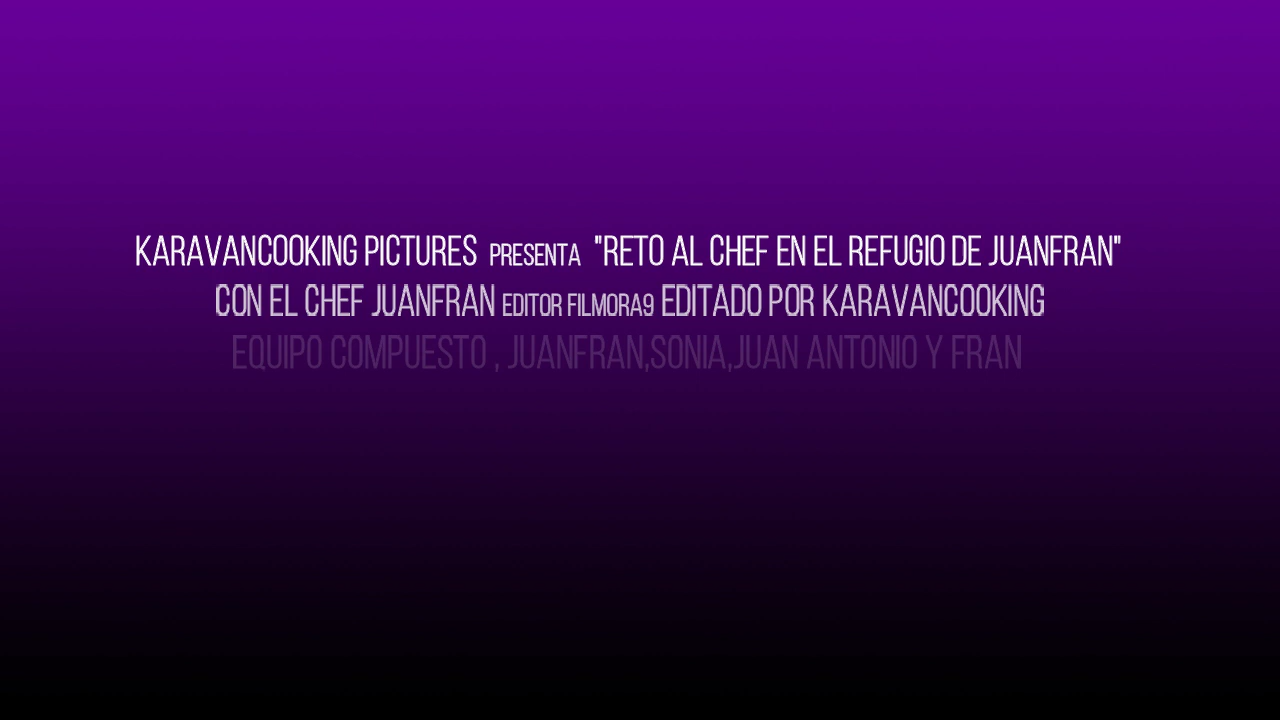 KARAVANCOOKING PICTURES PRESENTA "RETO AL CHEF EN EL REFUGIO DE JUANFRAN"
CON EL CHEF JUANFRAN EDITOR FILMORA9 EDITADO POR KARAVANCOOKING
EQUIPO COMPUESTO , JUANFRAN,SONIA,JUAN ANTONIO Y FRAN